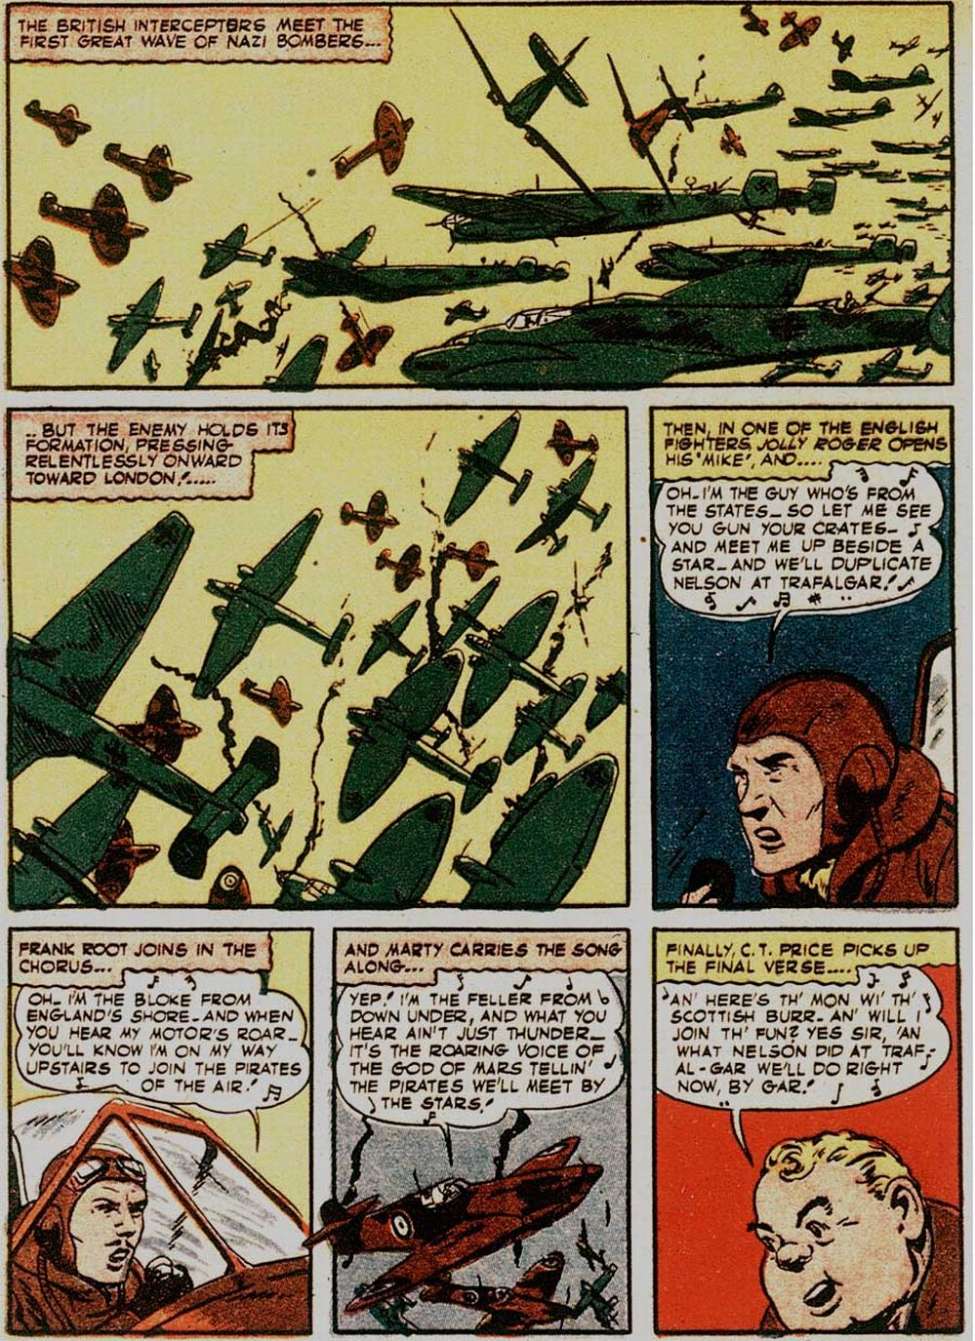 THE BRITISH INTERCEPTORS MEET THE
FIRST GREAT WAVE OF NAZI BOMBERS...
..BUT THE ENEMY HOLDS ITS
FORMATION, PRESSING
RELENTLESSLY ONWARD
TOWARD LONDON!.....
THEN, IN ONE OF THE ENGLISH
FIGHTERS, JOLLY ROGER OPENS
HIS "MIKE", AND....
OH-I'M THE GUY WHO'S FROM
THE STATES- SO LET ME SEE
YOU GUN YOUR CRATES-
AND MEET ME UP BESIDE A
STAR-AND WE'LL DUPLICATE
NELSON AT TRAFALGAR!
FRANK ROOT JOINS IN THE
CHORUS...
OH- I'M THE BLOKE FROM
ENGLAND'S SHORE-AND WHEN
YOU HEAR MY MOTOR'S ROAR-
YOU'LL KNOW I'M ON MY WAY
UPSTAIRS TO JOIN THE PIRATES
OF THE AIR!
AND MARTY CARRIES THE SONG
ALONG...
YEP! I'M THE FELLER FROM
DOWN UNDER, AND WHAT YOU
HEAR AIN'T JUST THUNDER-
IT'S THE ROARING VOICE OF
THE GOD OF MARS TELLIN'
THE PIRATES WE'LL MEET BY
THE STARS!
FINALLY, C.T. PRICE PICKS UP
THE FINAL VERSE....
AN' HERE'S TH' MON WI' TH'
SCOTTISH BURR- AN' WILL I
JOIN TH' FUN? YES SIR, 'AN
WHAT NELSON DID AT TRAF-
AL-GAR WE'LL DO RIGHT
NOW, BY GAR!